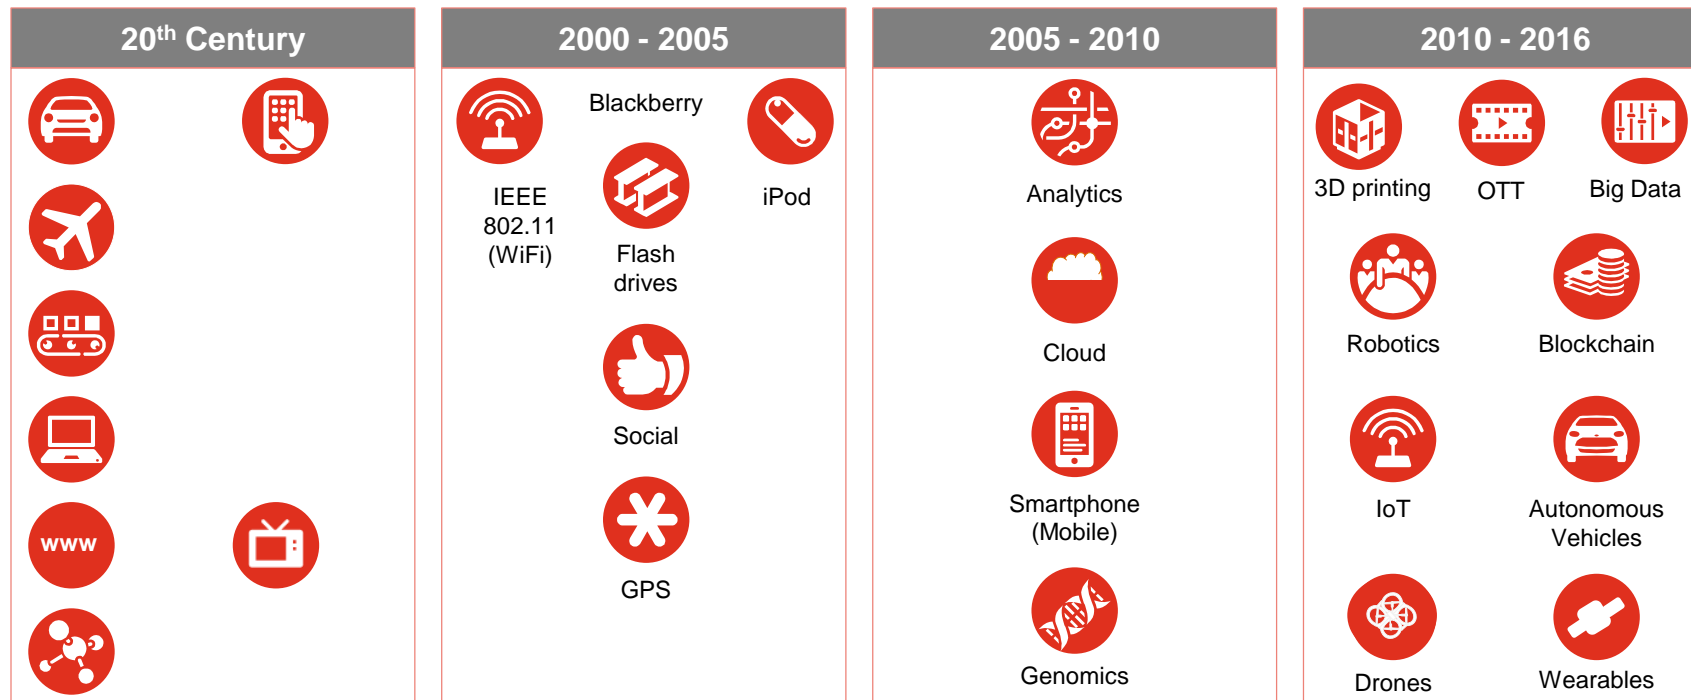 20th Century
www
2000 - 2005
Blackberry
IEEE
802.11
(WiFi)
iPod
Flash
drives
Social
GPS
2005 - 2010
Analytics
Cloud
Smartphone
(Mobile)
Genomics
2010 - 2016
3D printing
OTT
Big Data
Robotics
Blockchain
IoT
Autonomous
Vehicles
Drones
Wearables